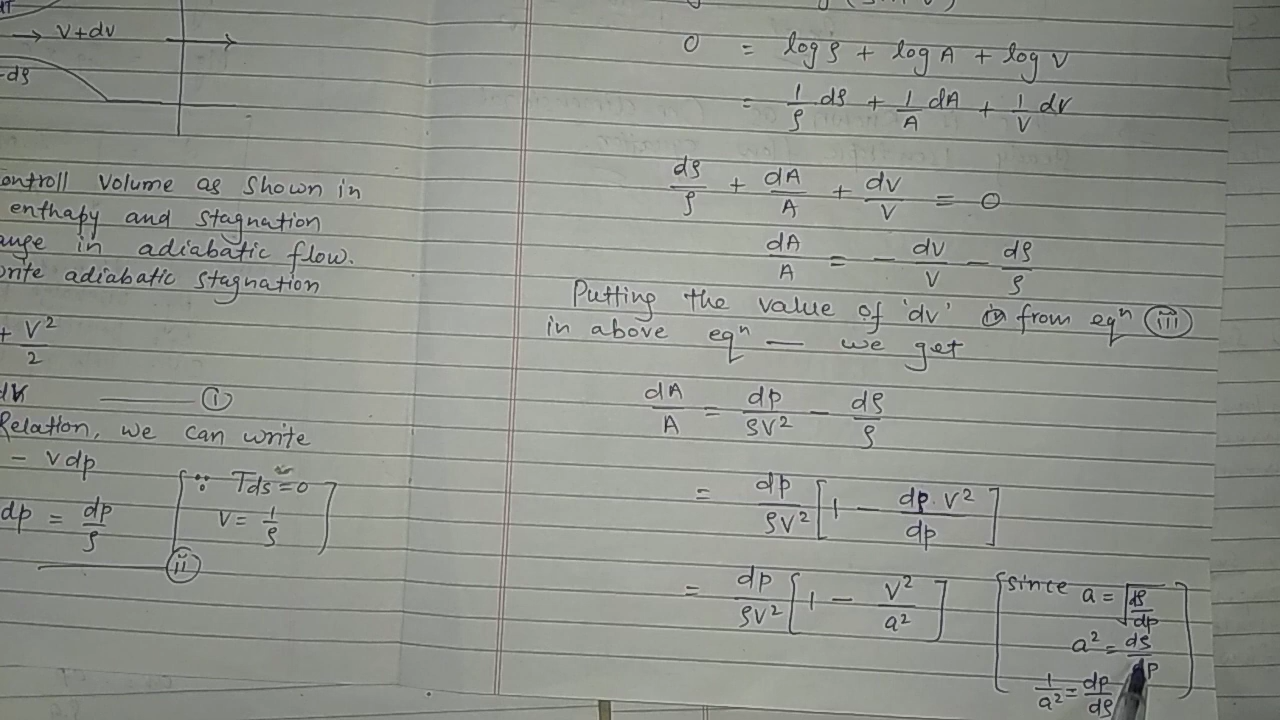 → V+dv
-dρ
ontroll volume as shown in
enthapy and stagnation
ange in adiabatic flow.
rite adiabatic stagnation
+ V²/2
dV ——— (i)
Relation, we can write
- vdp
[∵ Tds = 0
dp = dp/ρ
V = 1/ρ]
——— (ii)
0 = log ρ + log A + log V
= 1/ρ dρ + 1/A dA + 1/V dv
dρ/ρ + dA/A + dv/V = 0
dA/A = - dv/V - dρ/ρ
Putting the value of 'dv' from eqⁿ (iii)
in above eqⁿ — we get
dA/A = dp/ρV² - dρ/ρ
= dp/ρV² [1 - dρ. V²/dp]
= dp/ρV² [1 - V²/a²]
[since a = √dρ/dp
a² = dρ/dp
1/a² = dp/dρ]